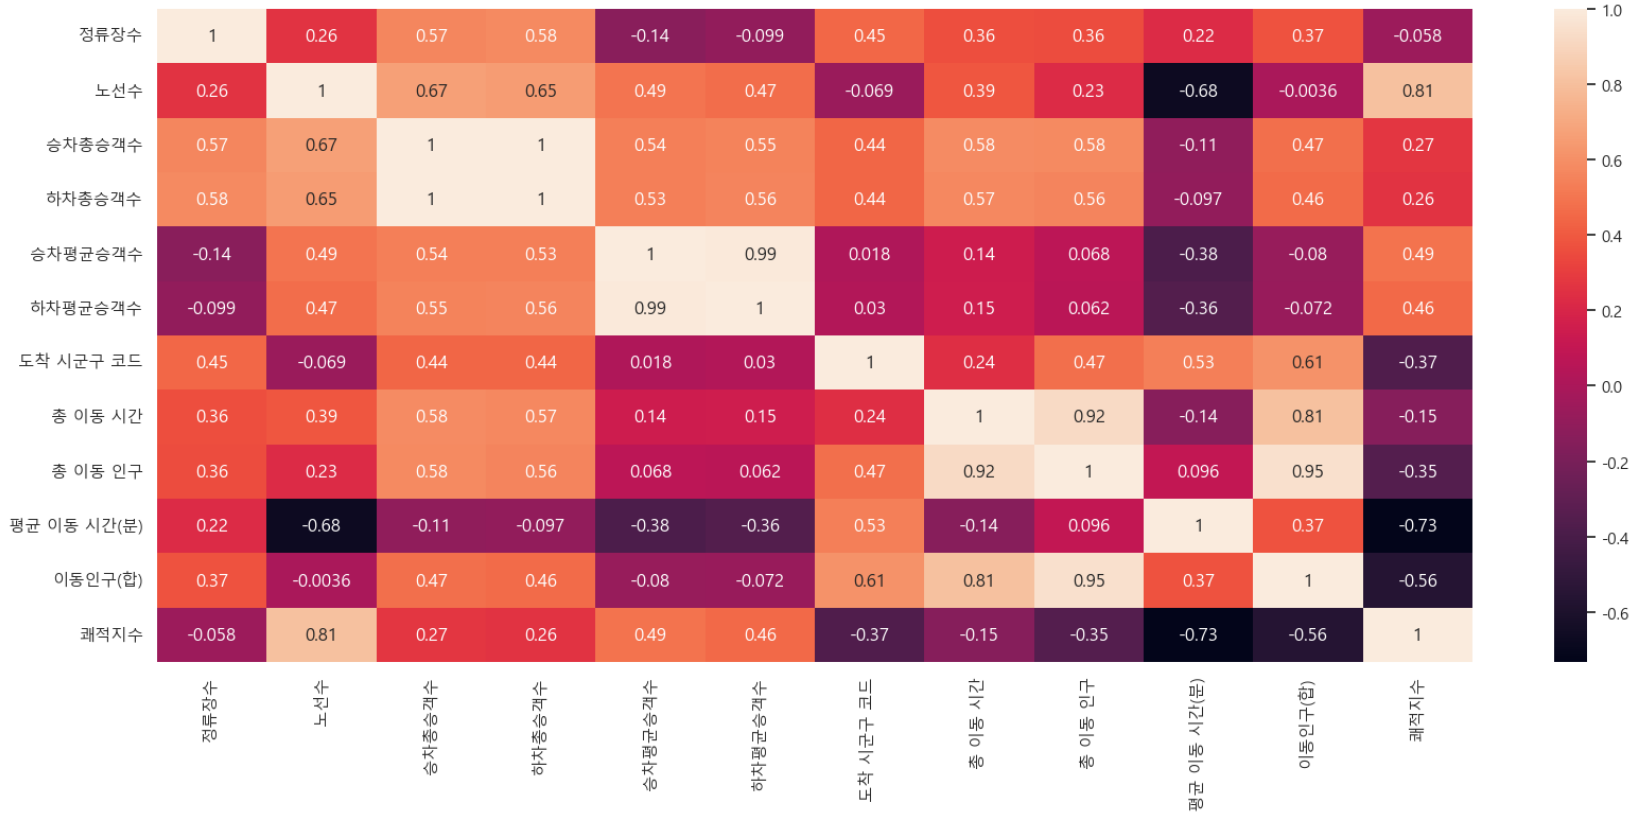 정류장수 1 0.26 0.57 0.58 -0.14 -0.099 0.45 0.36 0.36 0.22 0.37 -0.058
노선수 0.26 1 0.67 0.65 0.49 0.47 -0.069 0.39 0.23 -0.68 -0.0036 0.81
승차총승객수 0.57 0.67 1 1 0.54 0.55 0.44 0.58 0.58 -0.11 0.47 0.27
하차총승객수 0.58 0.65 1 1 0.53 0.56 0.44 0.57 0.56 -0.097 0.46 0.26
승차평균승객수 -0.14 0.49 0.54 0.53 1 0.99 0.018 0.14 0.068 -0.38 -0.08 0.49
하차평균승객수 -0.099 0.47 0.55 0.56 0.99 1 0.03 0.15 0.062 -0.36 -0.072 0.46
도착 시군구 코드 0.45 -0.069 0.44 0.44 0.018 0.03 1 0.24 0.47 0.53 0.61 -0.37
총 이동 시간 0.36 0.39 0.58 0.57 0.14 0.15 0.24 1 0.92 -0.14 0.81 -0.15
총 이동 인구 0.36 0.23 0.58 0.56 0.068 0.062 0.47 0.92 1 0.096 0.95 -0.35
평균 이동 시간(분) 0.22 -0.68 -0.11 -0.097 -0.38 -0.36 0.53 -0.14 0.096 1 0.37 -0.73
이동인구(합) 0.37 -0.0036 0.47 0.46 -0.08 -0.072 0.61 0.81 0.95 0.37 1 -0.56
쾌적지수 -0.058 0.81 0.27 0.26 0.49 0.46 -0.37 -0.15 -0.35 -0.73 -0.56 1
정류장수
노선수
승차총승객수
하차총승객수
승차평균승객수
하차평균승객수
도착 시군구 코드
총 이동 시간
총 이동 인구
평균 이동 시간(분)
이동인구(합)
쾌적지수
1.0
0.8
0.6
0.4
0.2
0.0
-0.2
-0.4
-0.6